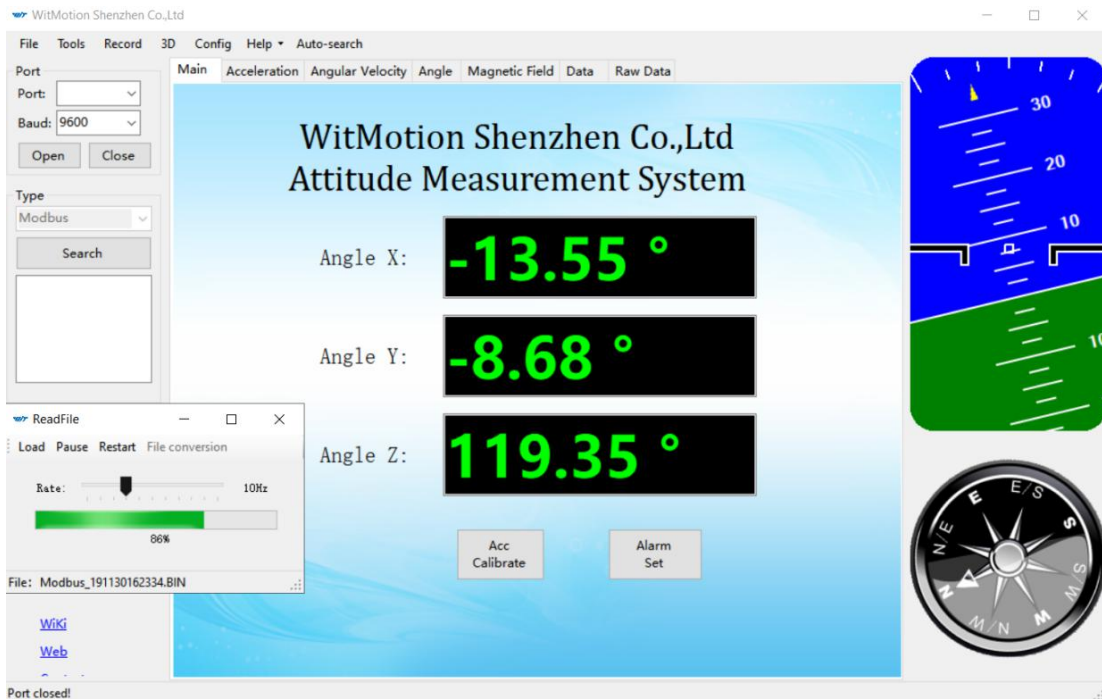 WitMotion Shenzhen Co.,Ltd
File Tools Record 3D Config Help Auto-search
Port
Port:
Baud: 9600
Open Close
Type
Modbus
Search
Main Acceleration Angular Velocity Angle Magnetic Field Data Raw Data
WitMotion Shenzhen Co.,Ltd
Attitude Measurement System
Angle X: -13.55 °
Angle Y: -8.68 °
Angle Z: 119.35 °
Acc
Calibrate
Alarm
Set
30
20
10
10
N/E E E/S S S/W W W/N N
ReadFile
Load Pause Restart File conversion
Rate: 10Hz
86%
File: Modbus_191130162334.BIN
WiKi
Web
Port closed!